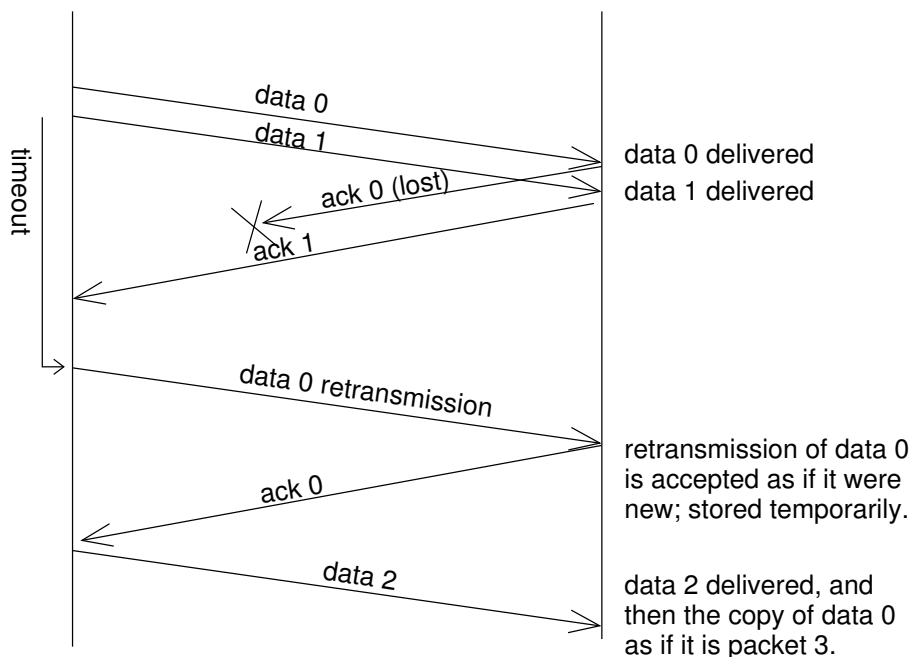 data 0
data 1
timeout
data 0 delivered
ack 0 (lost)
data 1 delivered
ack 1
data 0 retransmission
retransmission of data 0
is accepted as if it were
new; stored temporarily.
ack 0
data 2
data 2 delivered, and
then the copy of data 0
as if it is packet 3.